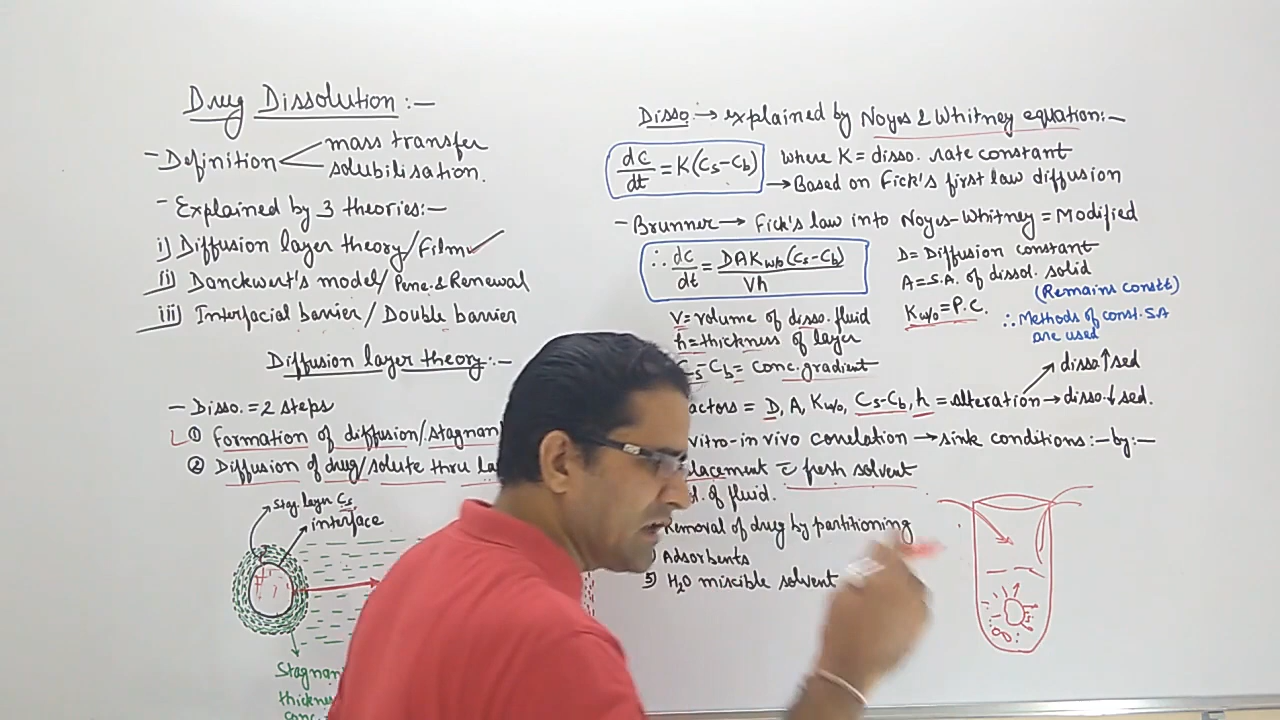 Drug Dissolution :-
- Definition < mass transfer
solubilisation.
- Explained by 3 theories:-
i) Diffusion layer theory/Film ✓
ii) Danckwert's model/ Pene. & Renewal
iii) Interfacial barrier/ Double barrier
Diffusion layer theory:-
- Disso. = 2 steps
① Formation of diffusion/stagnan
② Diffusion of drug/solute thru la
stag layer Cs
interface
Stagnan
thickne
conc.
Disso → explained by Noyes & Whitney equation:-
dc/dt = K(Cs-Cb) where K = disso. rate constant
→ Based on Fick's first law diffusion
- Brunner → Fick's law into Noyes-Whitney = Modified
∴ dc/dt = DAKw/o (Cs-Cb)/Vh
D = Diffusion constant
A = S.A. of dissol. solid
(Remains constt)
Kw/o = P.C. ∴ Methods of const. S.A
are used
V = volume of disso. fluid
h = thickness of layer
Cs-Cb = conc. gradient
actors = D, A, Kw/o, Cs-Cb, h = alteration → disso.↓sed.
disso↑sed
vitro-in vivo correlation → sink conditions:- by:-
lacement c̄ fresh solvent
l. of fluid.
Removal of drug by partitioning
) Adsorbents
5) H₂O miscible solvent